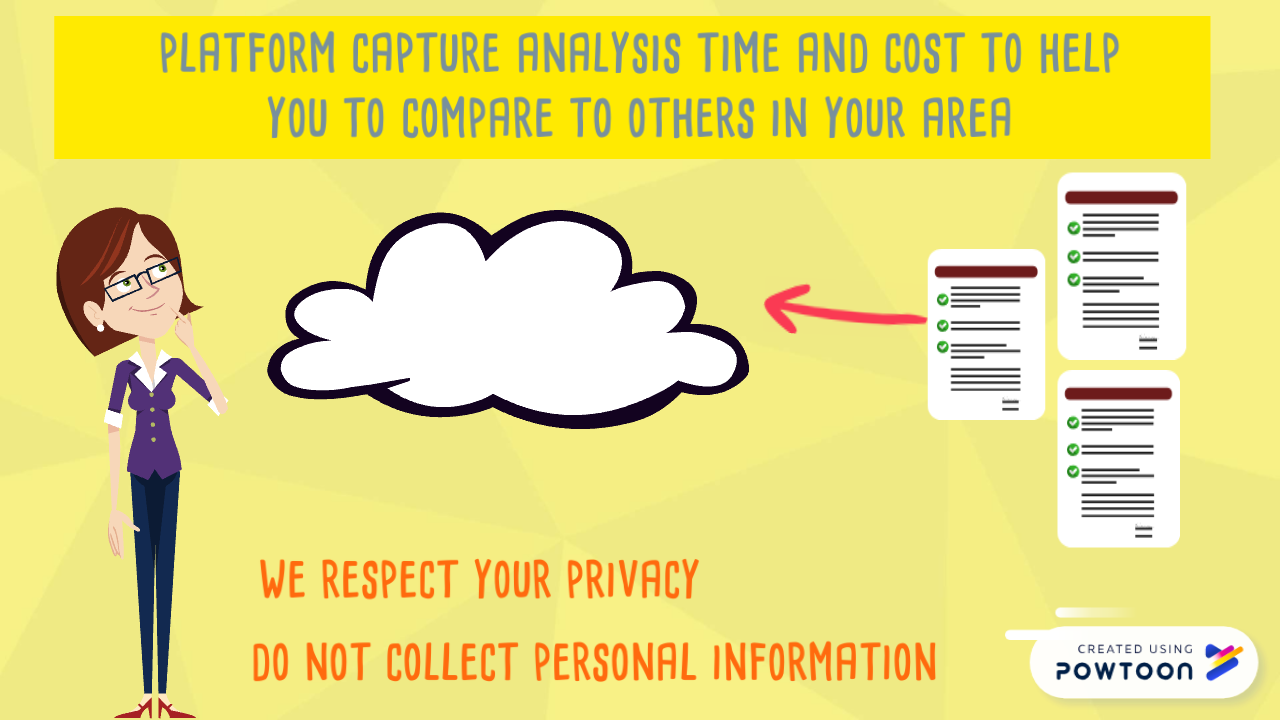 PLATFORM CAPTURE ANALYSIS TIME AND COST TO HELP
YOU TO COMPARE TO OTHERS IN YOUR AREA
WE RESPECT YOUR PRIVACY
DO NOT COLLECT PERSONAL INFORMATION
CREATED USING
POWTOON